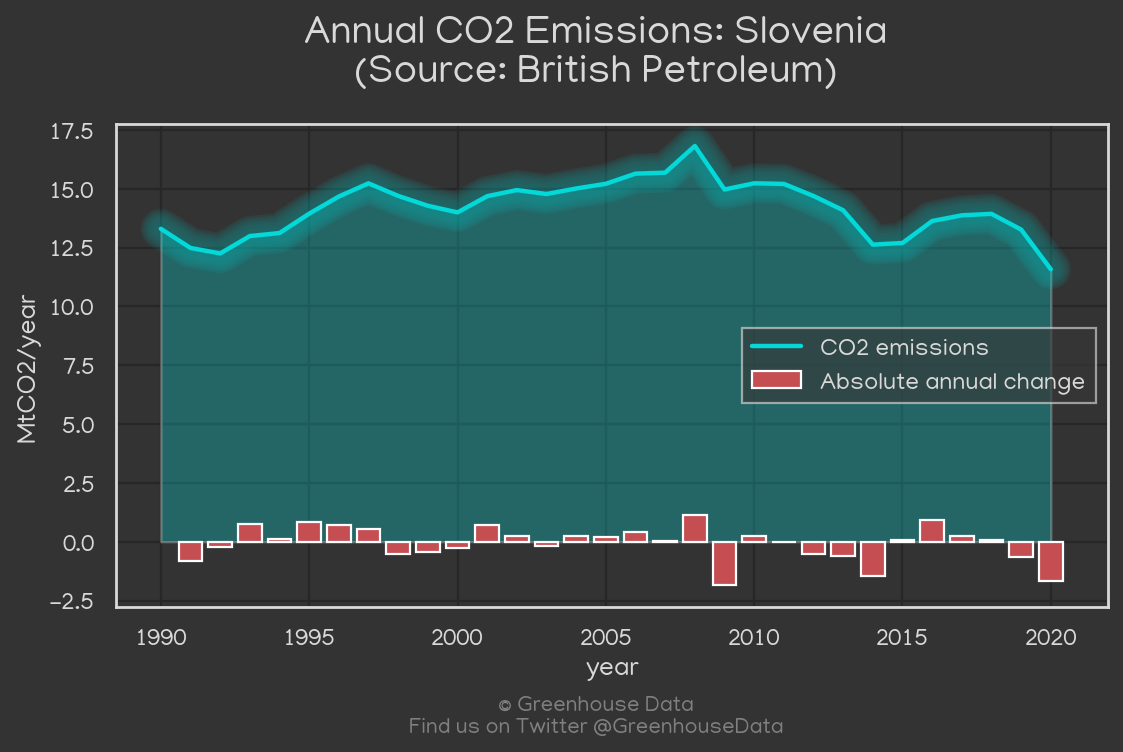 Annual CO2 Emissions: Slovenia
(Source: British Petroleum)
17.5
15.0
12.5
10.0
7.5
5.0
2.5
0.0
−2.5
MtCO2/year
CO2 emissions
Absolute annual change
1990 1995 2000 2005 2010 2015 2020
year
© Greenhouse Data
Find us on Twitter @GreenhouseData